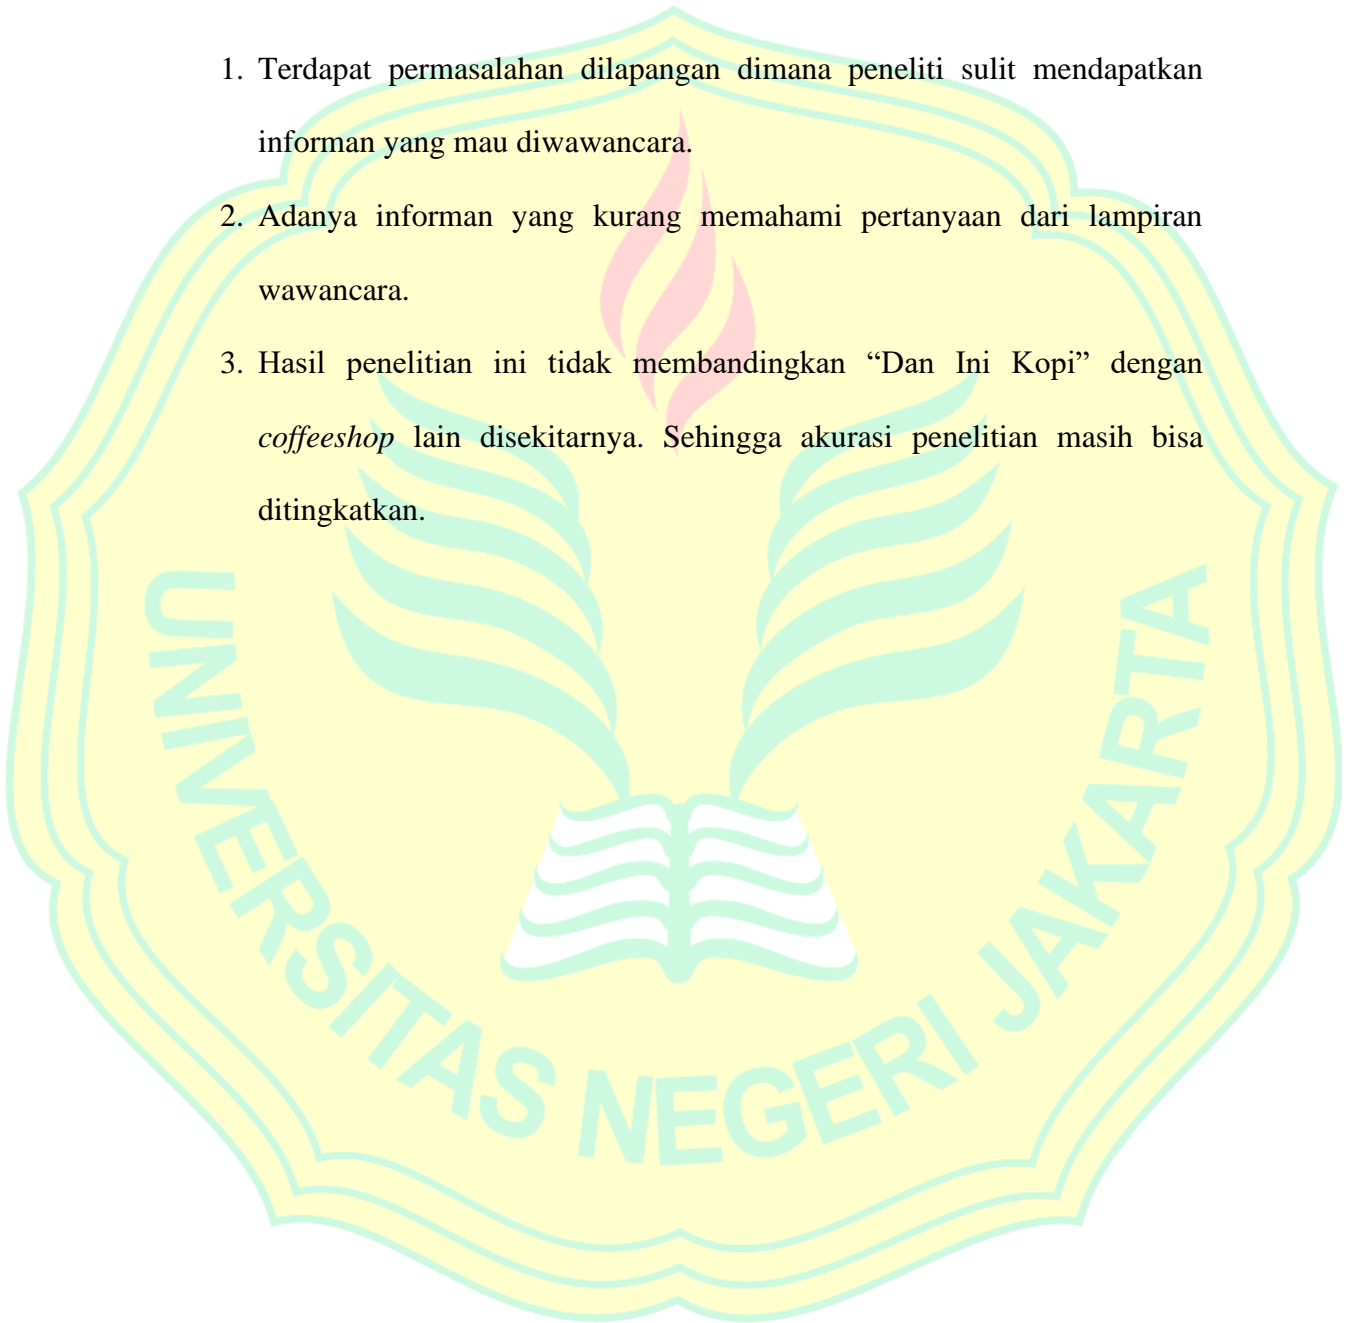 1. Terdapat permasalahan dilapangan dimana peneliti sulit mendapatkan
informan yang mau diwawancara.
2. Adanya informan yang kurang memahami pertanyaan dari lampiran
wawancara.
3. Hasil penelitian ini tidak membandingkan “Dan Ini Kopi” dengan
coffeeshop lain disekitarnya. Sehingga akurasi penelitian masih bisa
ditingkatkan.
UNIVERSITAS NEGERI JAKARTA